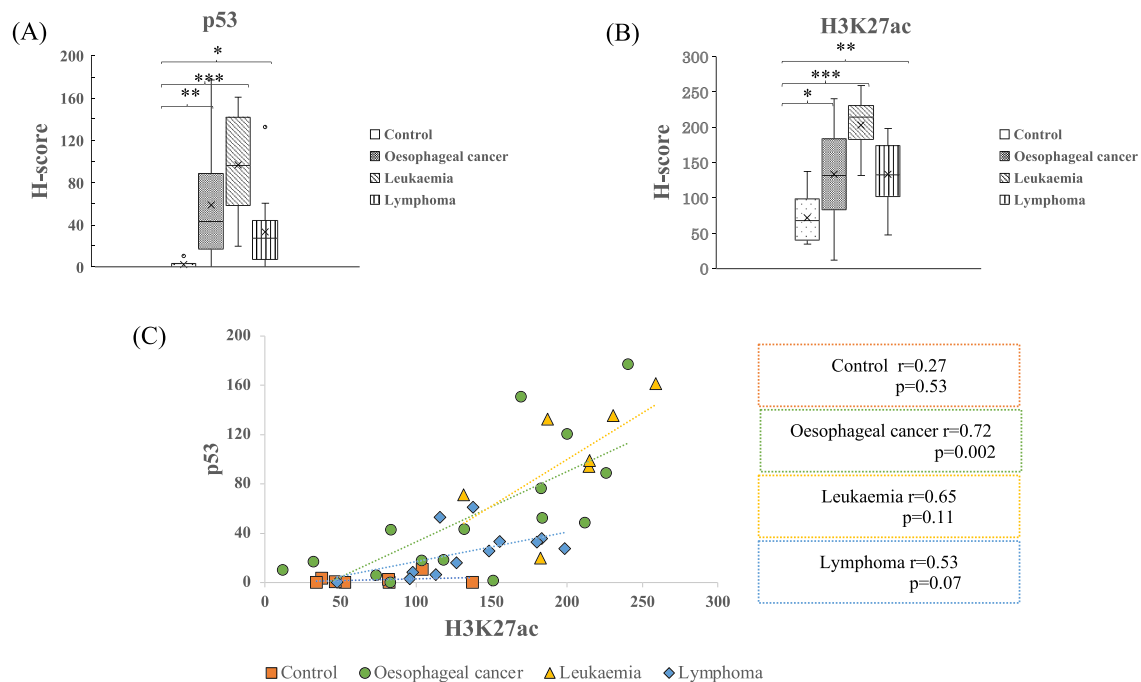 (A)
p53
200
160
120
80
40
0
H-score
*
***
**
Control
Oesophageal cancer
Leukaemia
Lymphoma
(B)
H3K27ac
300
250
200
150
100
50
0
H-score
**
***
*
Control
Oesophageal cancer
Leukaemia
Lymphoma
(C)
200
160
120
80
40
0
p53
0 50 100 150 200 250 300
H3K27ac
Control Oesophageal cancer Leukaemia Lymphoma
Control r=0.27
p=0.53
Oesophageal cancer r=0.72
p=0.002
Leukaemia r=0.65
p=0.11
Lymphoma r=0.53
p=0.07